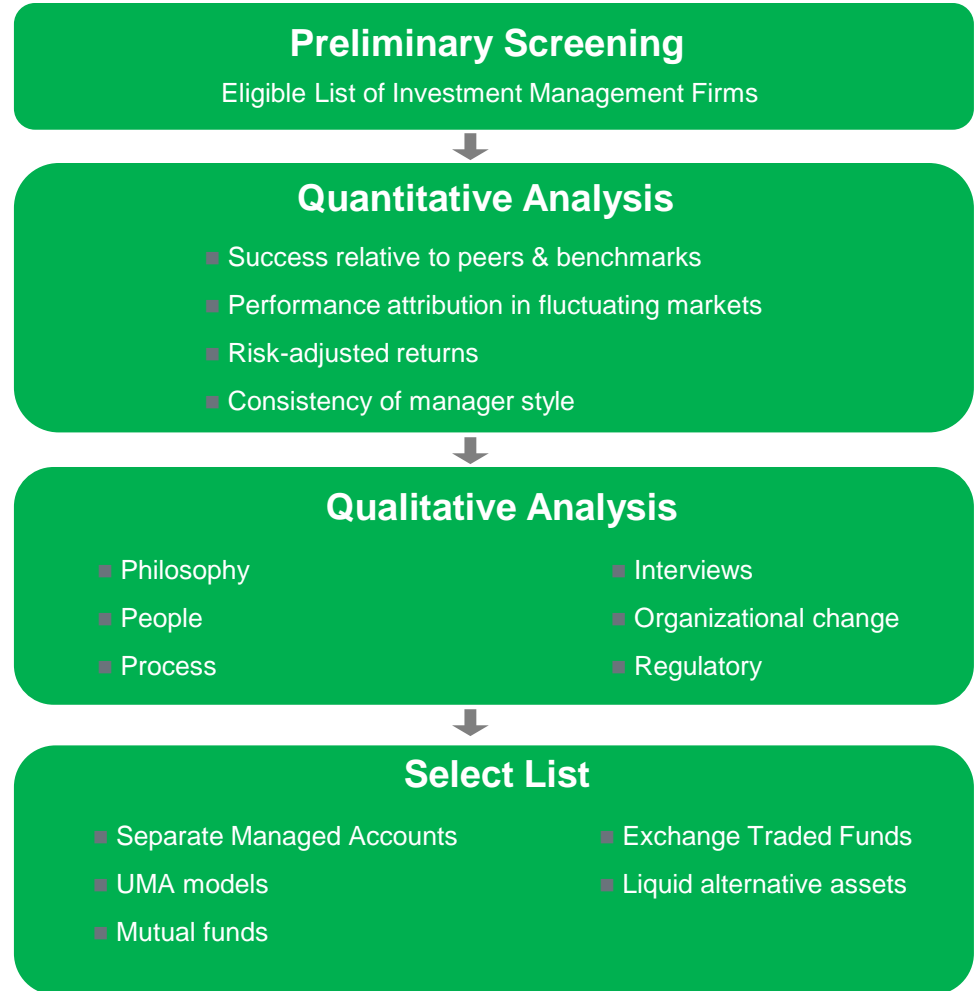 Preliminary Screening
Eligible List of Investment Management Firms
Quantitative Analysis
Success relative to peers & benchmarks
Performance attribution in fluctuating markets
Risk-adjusted returns
Consistency of manager style
Qualitative Analysis
Philosophy
People
Process
Interviews
Organizational change
Regulatory
Select List
Separate Managed Accounts
UMA models
Mutual funds
Exchange Traded Funds
Liquid alternative assets